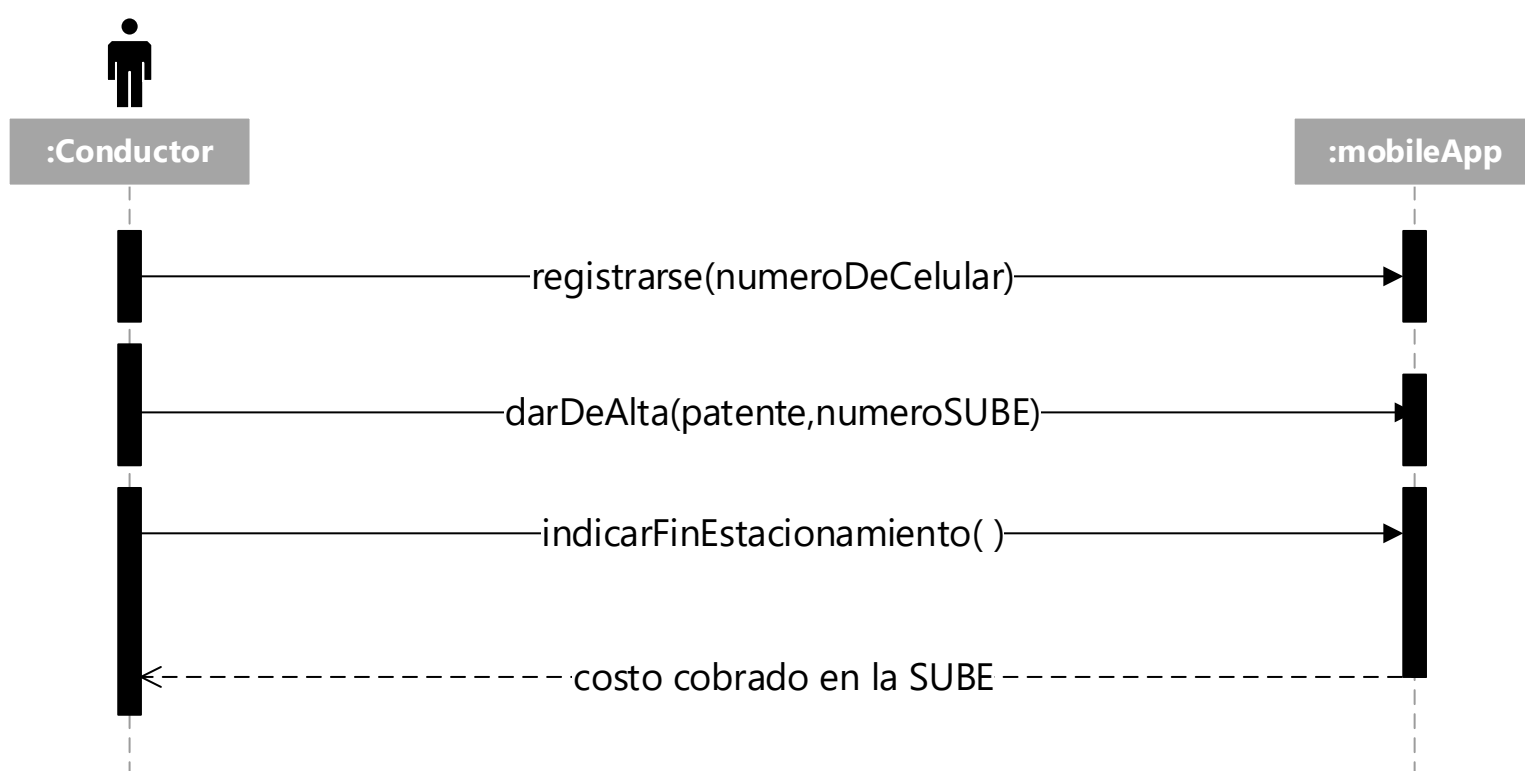 :Conductor
:mobileApp
registrarse(numeroDeCelular)
darDeAlta(patente,numeroSUBE)
indicarFinEstacionamiento( )
costo cobrado en la SUBE